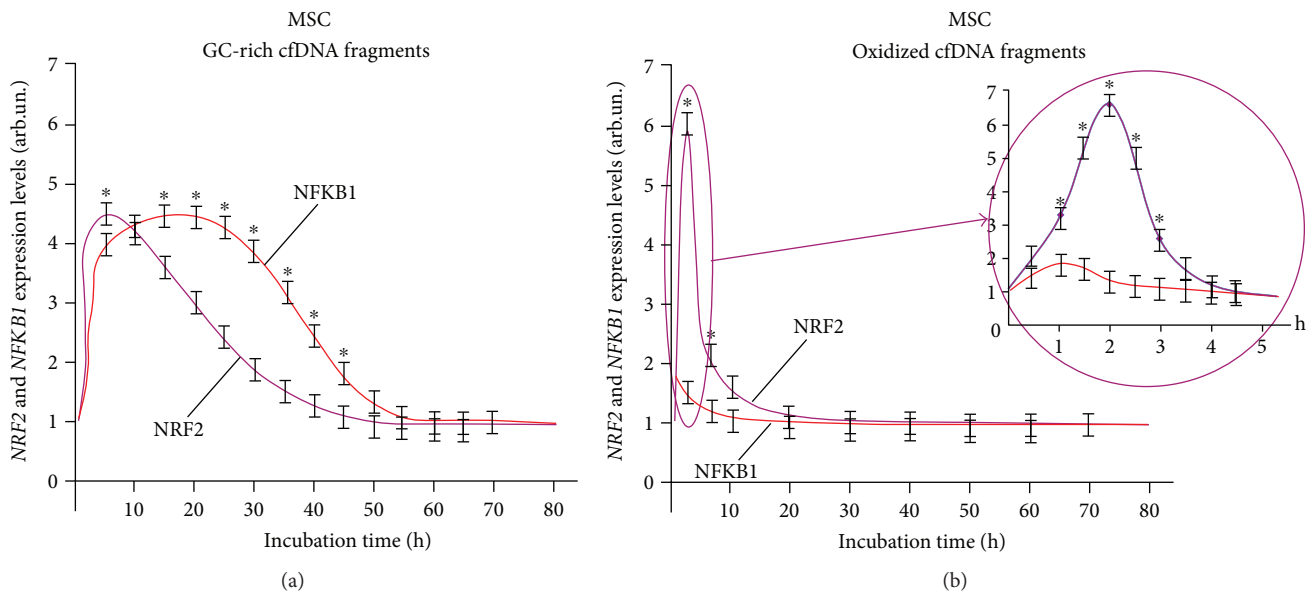 MSC
GC-rich cfDNA fragments
NRF2 and NFKB1 expression levels (arb.un.)
7
6
5
4
3
2
1
0
* * * * * * * * *
NFKB1
NRF2
10 20 30 40 50 60 70 80
Incubation time (h)
(a)
MSC
Oxidized cfDNA fragments
NRF2 and NFKB1 expression levels (arb.un.)
7
6
5
4
3
2
1
0
* *
NRF2
NFKB1
10 20 30 40 50 60 70 80
Incubation time (h)
7
6
5
4
3
2
1
0
* * * * *
1 2 3 4 5
h
(b)